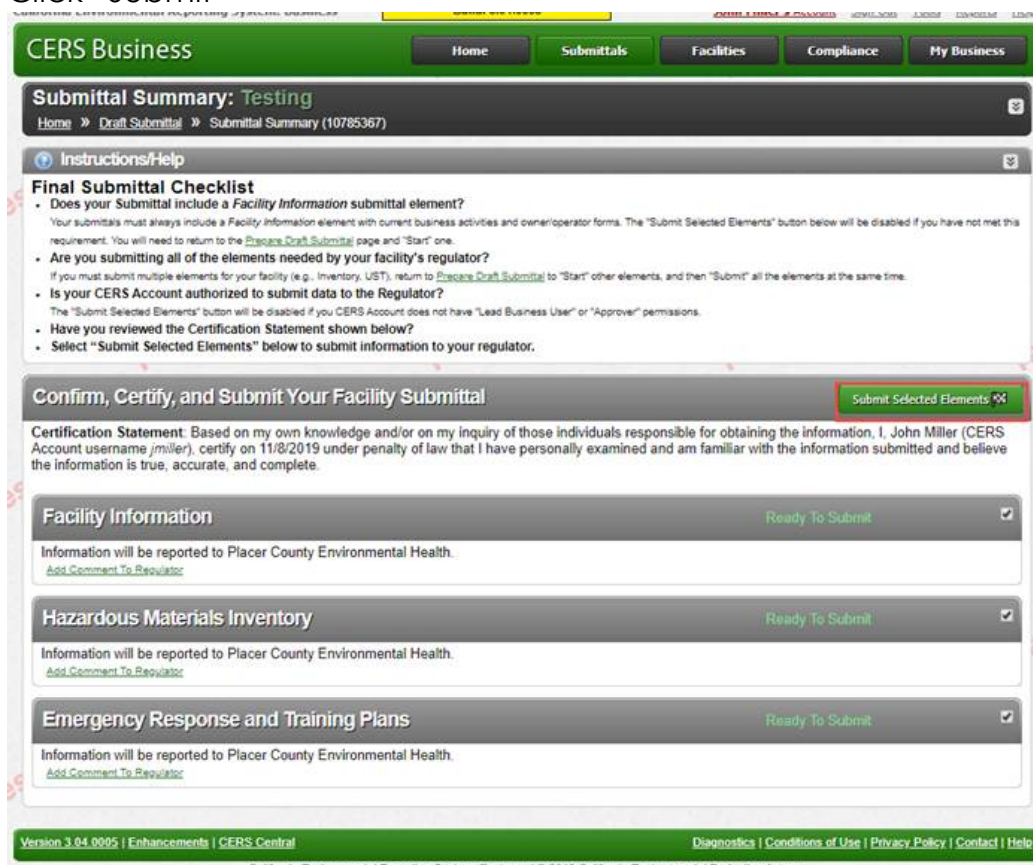 Click "Submit"
California Environmental Reporting System: Business
John Miller's Account Sign Out Tools Reports
CERS Business
Home Submittals Facilities Compliance My Business
Submittal Summary: Testing
Home » Draft Submittal » Submittal Summary (10785367)
Instructions/Help
Final Submittal Checklist
• Does your Submittal include a Facility Information submittal element?
Your submittals must always include a Facility Information element with current business activities and owner/operator forms. The "Submit Selected Elements" button below will be disabled if you have not met this
requirement. You will need to return to the Prepare Draft Submittal page and "Start" one.
• Are you submitting all of the elements needed by your facility's regulator?
If you must submit multiple elements for your facility (e.g., Inventory, UST), return to Prepare Draft Submittal to "Start" other elements, and then "Submit" all the elements at the same time.
• Is your CERS Account authorized to submit data to the Regulator?
The "Submit Selected Elements" button will be disabled if you CERS Account does not have "Lead Business User" or "Approver" permissions.
• Have you reviewed the Certification Statement shown below?
• Select "Submit Selected Elements" below to submit information to your regulator.
Confirm, Certify, and Submit Your Facility Submittal
Submit Selected Elements
Certification Statement: Based on my own knowledge and/or on my inquiry of those individuals responsible for obtaining the information, I, John Miller (CERS
Account username jmiller), certify on 11/8/2019 under penalty of law that I have personally examined and am familiar with the information submitted and believe
the information is true, accurate, and complete.
Facility Information Ready To Submit
Information will be reported to Placer County Environmental Health.
Add Comment To Regulator
Hazardous Materials Inventory Ready To Submit
Information will be reported to Placer County Environmental Health.
Add Comment To Regulator
Emergency Response and Training Plans Ready To Submit
Information will be reported to Placer County Environmental Health.
Add Comment To Regulator
Version 3.04.0005 | Enhancements | CERS Central
Diagnostics | Conditions of Use | Privacy Policy | Contact | Help